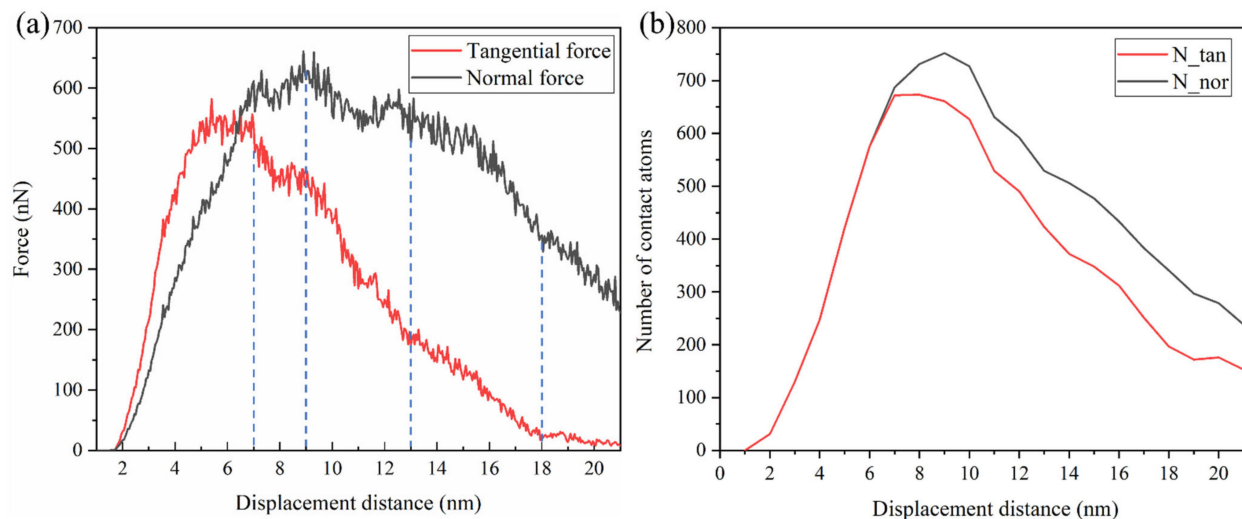 (a)
700
600
500
400
300
200
100
0
Force (nN)
Tangential force
Normal force
2 4 6 8 10 12 14 16 18 20
Displacement distance (nm)
(b)
800
700
600
500
400
300
200
100
0
Number of contact atoms
N_tan
N_nor
0 2 4 6 8 10 12 14 16 18 20
Displacement distance (nm)